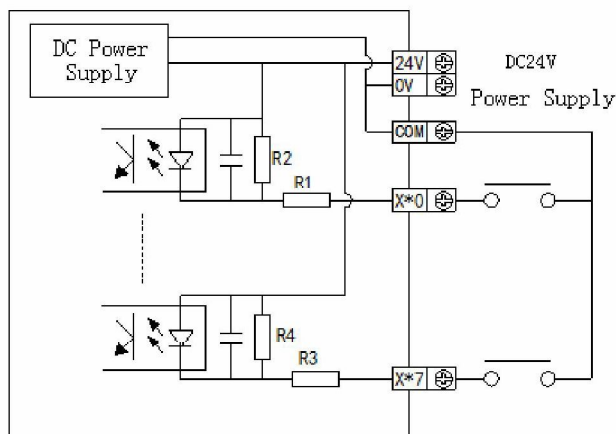 DC Power
Supply
24V
0V
DC24V
Power Supply
COM
R2
R1
X*0
R4
R3
X*7